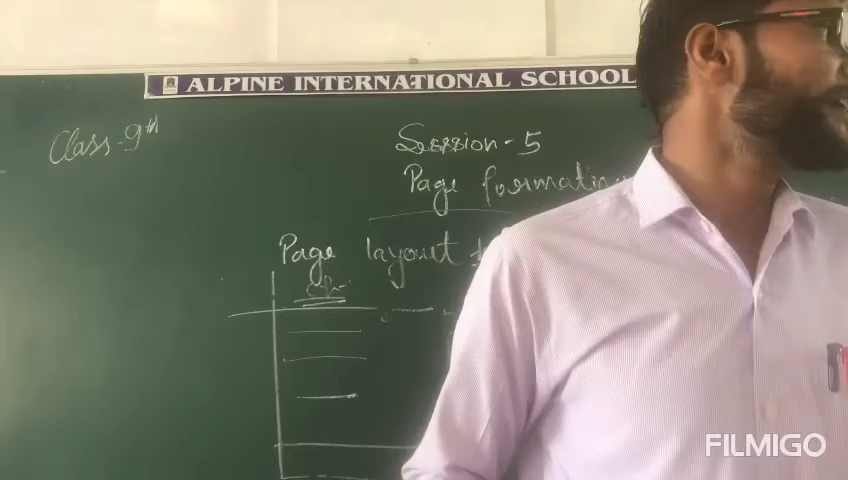 ALPINE INTERNATIONAL SCHOOL
Class-9th
Session-5
Page formating
Page layout
FILMIGO